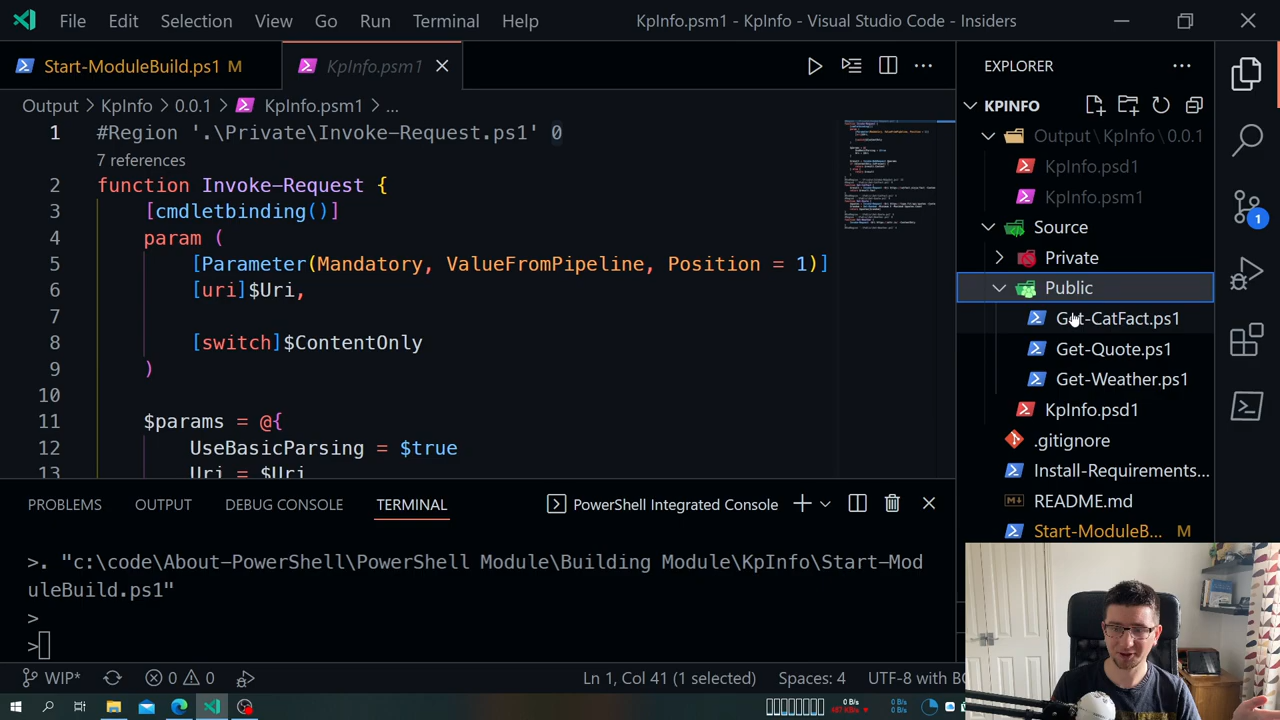 File Edit Selection View Go Run Terminal Help KpInfo.psm1 - KpInfo - Visual Studio Code - Insiders
Start-ModuleBuild.ps1 M KpInfo.psm1
Output > KpInfo > 0.0.1 > KpInfo.psm1 > ...
1 #Region '.\Private\Invoke-Request.ps1' 0
7 references
2 function Invoke-Request {
3 [cmdletbinding()]
4 param (
5 [Parameter(Mandatory, ValueFromPipeline, Position = 1)]
6 [uri]$Uri,
7
8 [switch]$ContentOnly
9 )
10
11 $params = @{
12 UseBasicParsing = $true
13 Uri = $Uri
EXPLORER
KPINFO
Output \ KpInfo \ 0.0.1
KpInfo.psd1
KpInfo.psm1
Source
Private
Public
Get-CatFact.ps1
Get-Quote.ps1
Get-Weather.ps1
KpInfo.psd1
.gitignore
Install-Requirements...
README.md
Start-ModuleB... M
1
PROBLEMS OUTPUT DEBUG CONSOLE TERMINAL PowerShell Integrated Console
>. "c:\code\About-PowerShell\PowerShell Module\Building Module\KpInfo\Start-Mod
uleBuild.ps1"
>
>
WIP* 0 0 Ln 1, Col 41 (1 selected) Spaces: 4 UTF-8 with BO
0 B/s 0 B/s
0 B/s